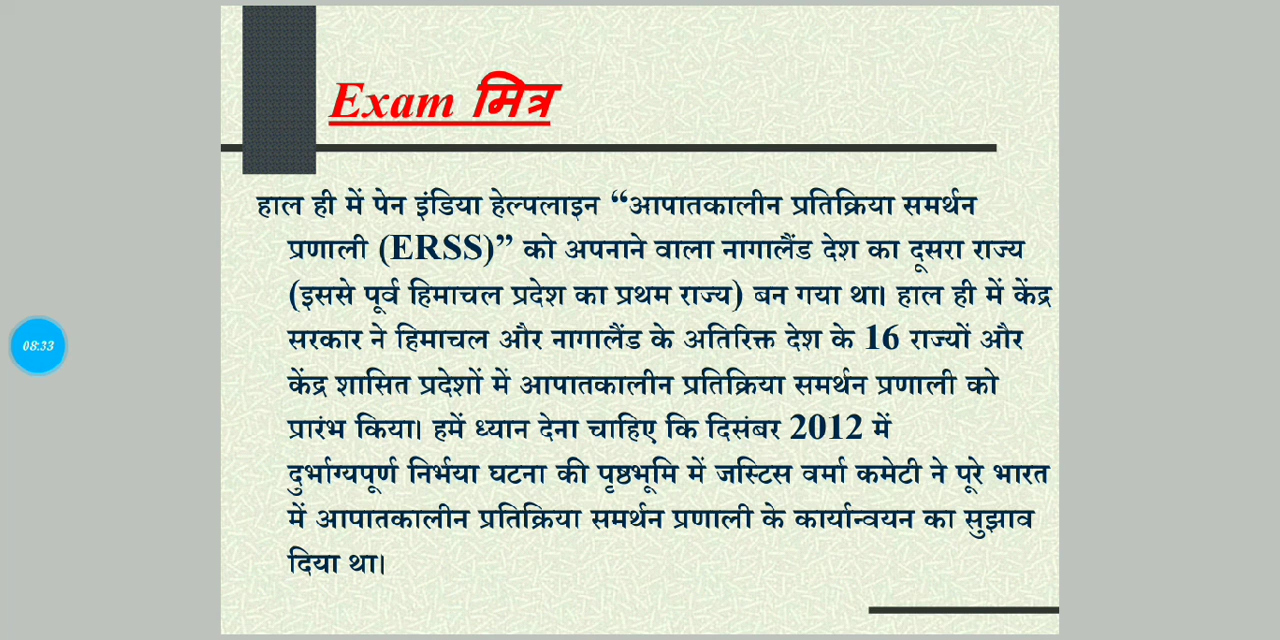 Exam मित्र
हाल ही में पेन इंडिया हेल्पलाइन “आपातकालीन प्रतिक्रिया समर्थन
प्रणाली (ERSS)” को अपनाने वाला नागालैंड देश का दूसरा राज्य
(इससे पूर्व हिमाचल प्रदेश का प्रथम राज्य) बन गया था। हाल ही में केंद्र
सरकार ने हिमाचल और नागालैंड के अतिरिक्त देश के 16 राज्यों और
केंद्र शासित प्रदेशों में आपातकालीन प्रतिक्रिया समर्थन प्रणाली को
प्रारंभ किया। हमें ध्यान देना चाहिए कि दिसंबर 2012 में
दुर्भाग्यपूर्ण निर्भया घटना की पृष्ठभूमि में जस्टिस वर्मा कमेटी ने पूरे भारत
में आपातकालीन प्रतिक्रिया समर्थन प्रणाली के कार्यान्वयन का सुझाव
दिया था।
08:33